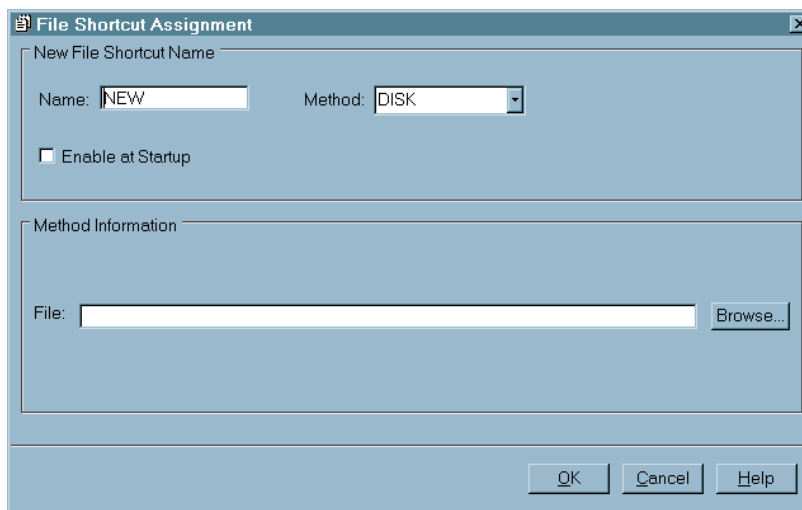 File Shortcut Assignment
New File Shortcut Name
Name: NEW Method: DISK
Enable at Startup
Method Information
File: Browse...
OK Cancel Help